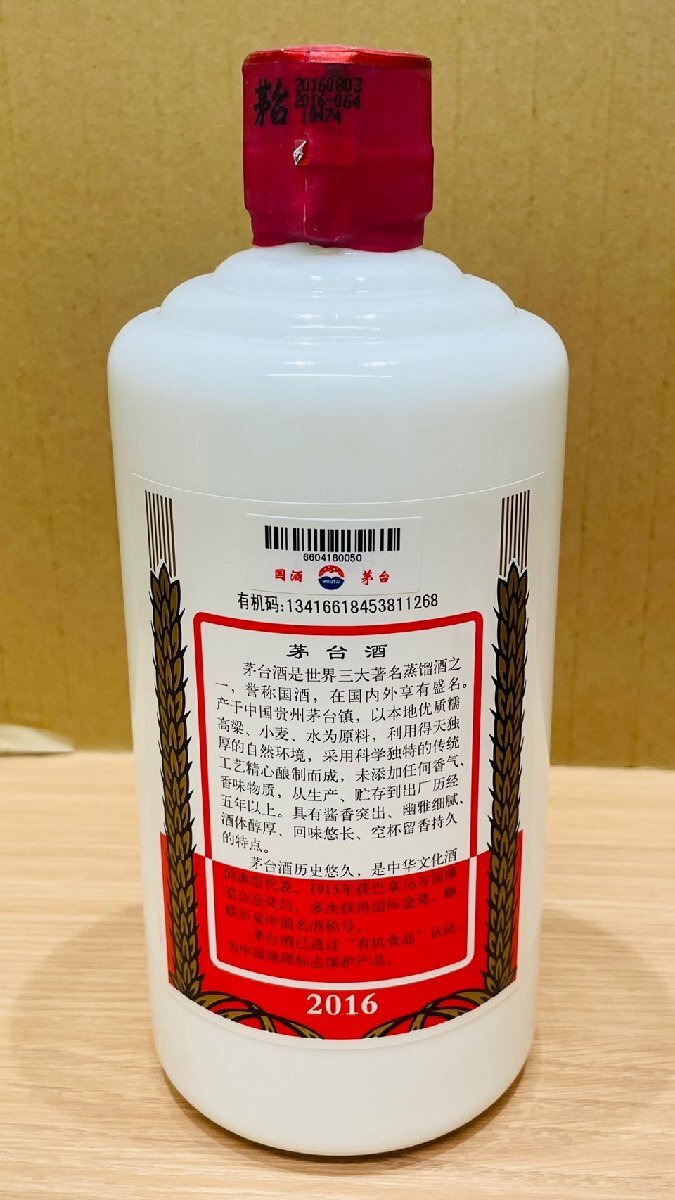 茅台
20160803
2016-064
18474
6604180050
国酒 MOUTAI 茅台
有机码:13416618453811268
茅台酒
茅台酒是世界三大著名蒸馏酒之
一，誉称国酒，在国内外享有盛名。
产于中国贵州茅台镇，以本地优质糯
高粱、小麦、水为原料，利用得天独
厚的自然环境，采用科学独特的传统
工艺精心酿制而成，未添加任何香气、
香味物质，从生产、贮存到出厂历经
五年以上。具有酱香突出、幽雅细腻、
酒体醇厚、回味悠长、空杯留香持久
的特点。
茅台酒历史悠久，是中华文化酒
的典型代表。1915年获巴拿马万国博
览会金奖后，多次获得国际金奖，蝉
联历届中国名酒称号。
茅台酒已通过“有机食品”认证，
为中国地理标志保护产品。
2016